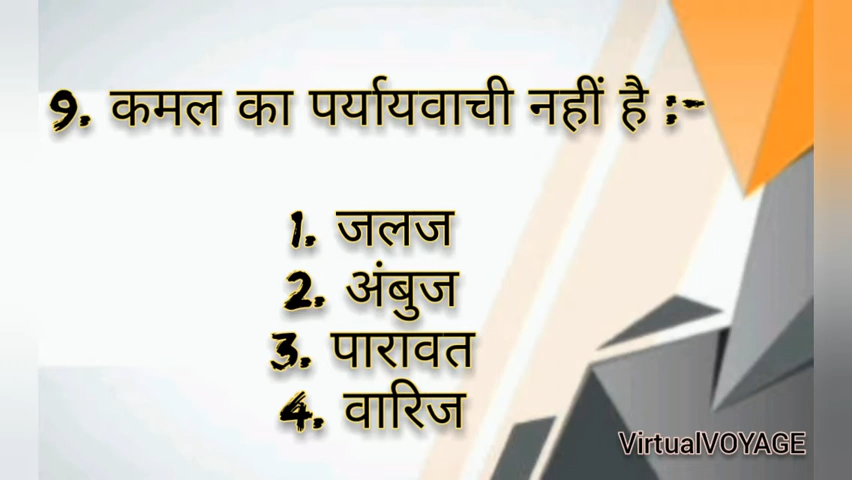 9. कमल का पर्यायवाची नहीं है :-
1. जलज
2. अंबुज
3. पारावत
4. वारिज
VirtualVOYAGE